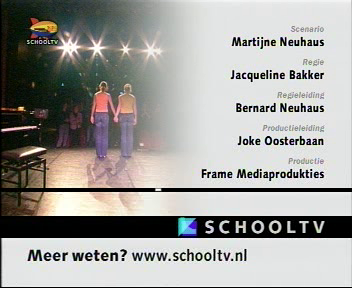 SCHOOLTV
Scenario
Martijne Neuhaus
Regie
Jacqueline Bakker
Regieleiding
Bernard Neuhaus
Productieleiding
Joke Oosterbaan
Productie
Frame Mediaprodukties
SCHOOLTV
Meer weten? www.schooltv.nl